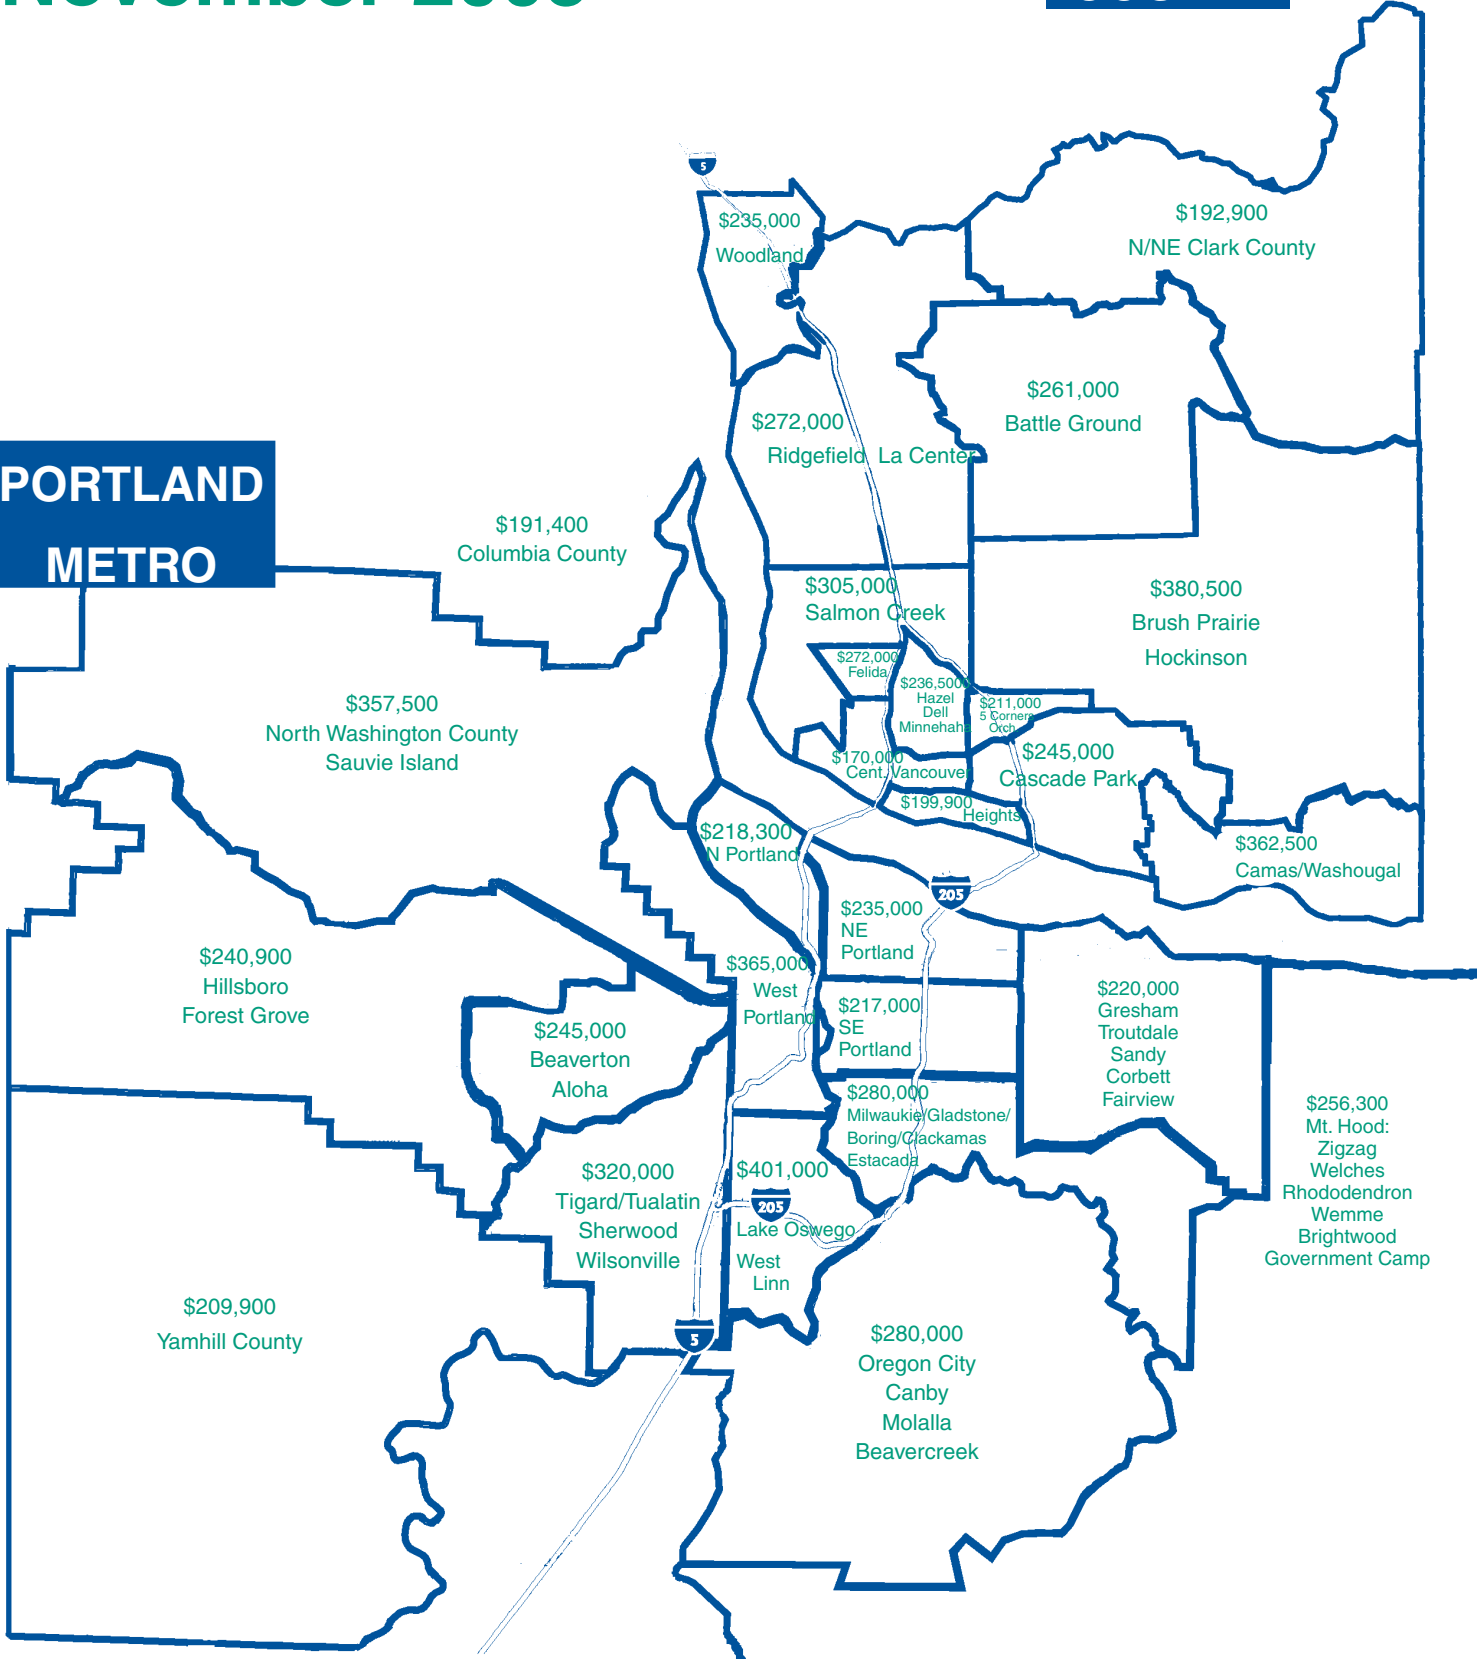 $235,000
Woodland
$192,900
N/NE Clark County
$261,000
Battle Ground
$272,000
Ridgefield La Center
PORTLAND
METRO
$191,400
Columbia County
$305,000
Salmon Creek
$380,500
Brush Prairie
Hockinson
$272,000
Felida
$236,500
Hazel
Dell
Minnehaha
$211,000
5 Corners
Orch
$357,500
North Washington County
Sauvie Island
$170,000
Cent. Vancouver
$245,000
Cascade Park
$199,900
Heights
$218,300
N Portland
$362,500
Camas/Washougal
205
$235,000
NE
Portland
$240,900
Hillsboro
Forest Grove
$365,000
West
Portland
$245,000
Beaverton
Aloha
$217,000
SE
Portland
$220,000
Gresham
Troutdale
Sandy
Corbett
Fairview
$280,000
Milwaukie/Gladstone/
Boring/Clackamas
Estacada
$256,300
Mt. Hood:
Zigzag
Welches
Rhododendron
Wemme
Brightwood
Government Camp
$320,000
Tigard/Tualatin
Sherwood
Wilsonville
$401,000
205
Lake Oswego
West
Linn
$209,900
Yamhill County
5
5
$280,000
Oregon City
Canby
Molalla
Beavercreek